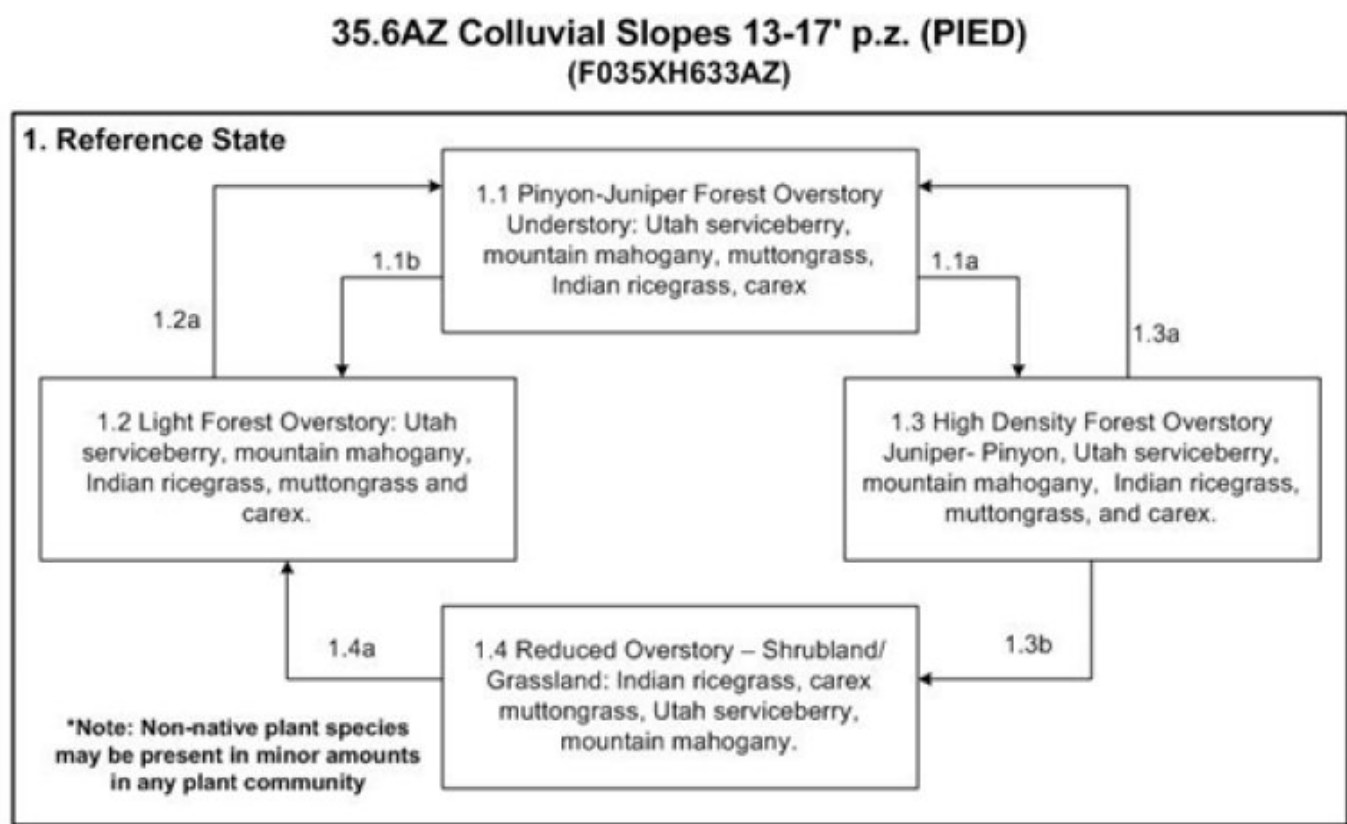 35.6AZ Colluvial Slopes 13-17' p.z. (PIED)
(F035XH633AZ)
1. Reference State
1.1 Pinyon-Juniper Forest Overstory
Understory: Utah serviceberry,
mountain mahogany, muttongrass,
Indian ricegrass, carex
1.1b
1.1a
1.2a
1.3a
1.2 Light Forest Overstory: Utah
serviceberry, mountain mahogany,
Indian ricegrass, muttongrass and
carex.
1.3 High Density Forest Overstory
Juniper- Pinyon, Utah serviceberry,
mountain mahogany,  Indian ricegrass,
muttongrass, and carex.
1.4a
1.3b
1.4 Reduced Overstory – Shrubland/
Grassland: Indian ricegrass, carex
muttongrass, Utah serviceberry,
mountain mahogany.
*Note: Non-native plant species
may be present in minor amounts
in any plant community